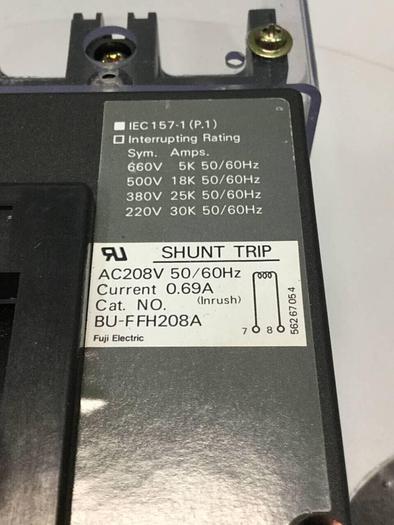 ■ IEC 157-1 (P.1)
□ Interrupting Rating
Sym. Amps.
660V 5K 50/60Hz
500V 18K 50/60Hz
380V 25K 50/60Hz
220V 30K 50/60Hz
SHUNT TRIP
AC208V 50/60Hz
Current 0.69A
(Inrush)
Cat. NO.
BU-FFH208A
Fuji Electric
7 8
56267054